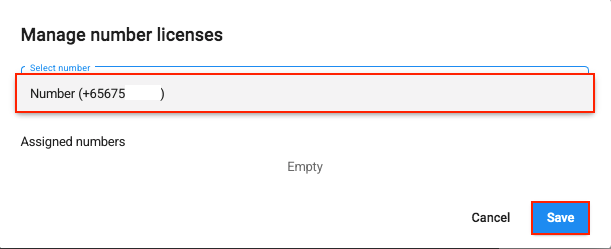 Manage number licenses
Select number
Number (+65675 )
Assigned numbers
Empty
Cancel
Save